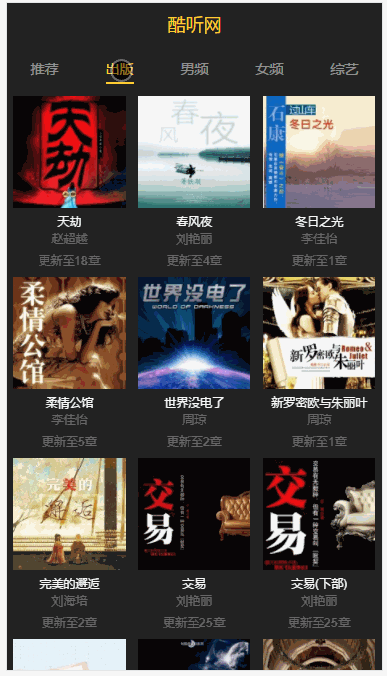 酷听网
推荐 出版 男频 女频 综艺
天劫
春风夜
石康
过山车
冬日之光
天劫 春风夜 冬日之光
赵超越 刘艳丽 李佳怡
更新至18章 更新至4章 更新至1章
柔情公馆
世界没电了
WORLD OF DARKNESS
Romeo &
Juliet
新罗密欧与朱丽叶
柔情公馆 世界没电了 新罗密欧与朱丽叶
李佳怡 周琼 周琼
更新至5章 更新至2章 更新至1章
完美的
邂逅
交易
交易
完美的邂逅 交易 交易(下部)
刘海培 刘艳丽 刘艳丽
更新至2章 更新至25章 更新至25章